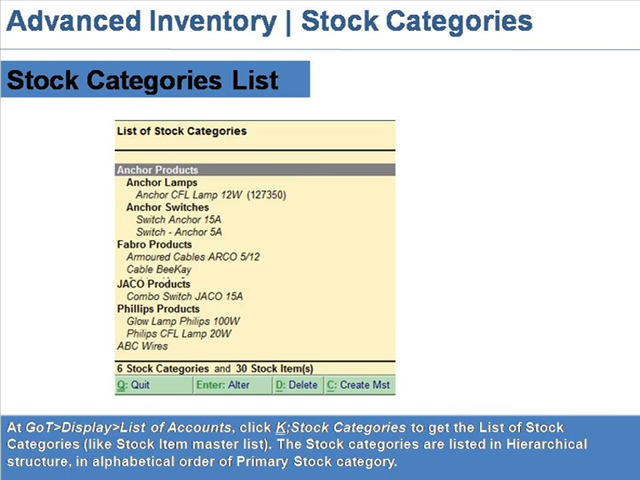 Advanced Inventory | Stock Categories
Stock Categories List
List of Stock Categories
Anchor Products
Anchor Lamps
Anchor CFL Lamp 12W (127350)
Anchor Switches
Switch Anchor 15A
Switch - Anchor 5A
Fabro Products
Armoured Cables ARCO 5/12
Cable BeeKay
JACO Products
Combo Switch JACO 15A
Phillips Products
Glow Lamp Philips 100W
Philips CFL Lamp 20W
ABC Wires
6 Stock Categories and 30 Stock Item(s)
Q: Quit Enter: Alter D: Delete C: Create Mst
At GoT>Display>List of Accounts, click K;Stock Categories to get the List of Stock
Categories (like Stock Item master list). The Stock categories are listed in Hierarchical
structure, in alphabetical order of Primary Stock category.